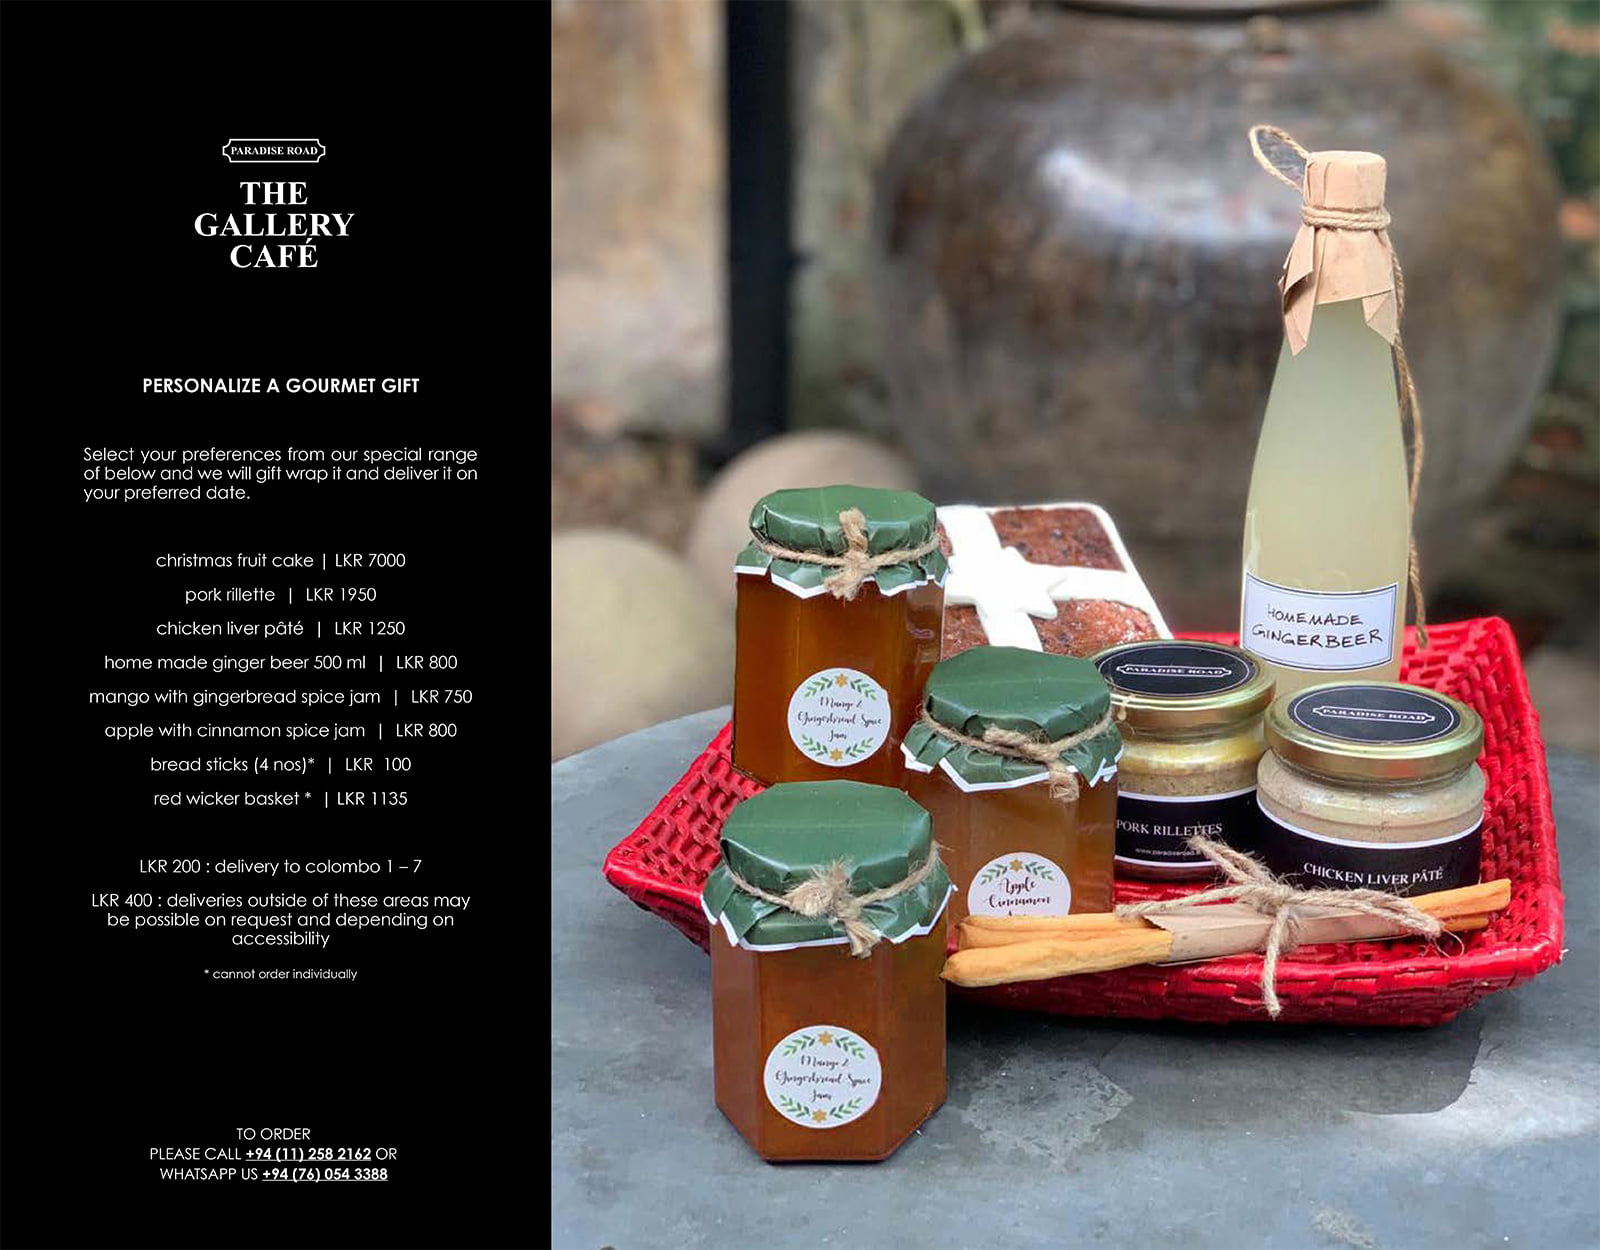 PARADISE ROAD
THE
GALLERY
CAFÉ
PERSONALIZE A GOURMET GIFT
Select your preferences from our special range
of below and we will gift wrap it and deliver it on
your preferred date.
christmas fruit cake | LKR 7000
pork rillette | LKR 1950
chicken liver pâté | LKR 1250
home made ginger beer 500 ml | LKR 800
mango with gingerbread spice jam | LKR 750
apple with cinnamon spice jam | LKR 800
bread sticks (4 nos)* | LKR 100
red wicker basket * | LKR 1135
LKR 200 : delivery to colombo 1 – 7
LKR 400 : deliveries outside of these areas may
be possible on request and depending on
accessibility
* cannot order individually
TO ORDER
PLEASE CALL +94 (11) 258 2162 OR
WHATSAPP US +94 (76) 054 3388
HOMEMADE
GINGERBEER
PARADISE ROAD
PARADISE ROAD
Mango &
Gingerbread Spice
Jam
PORK RILLETTES
CHICKEN LIVER PÂTÉ
Apple
Cinnamon
Mango &
Gingerbread Spice
Jam